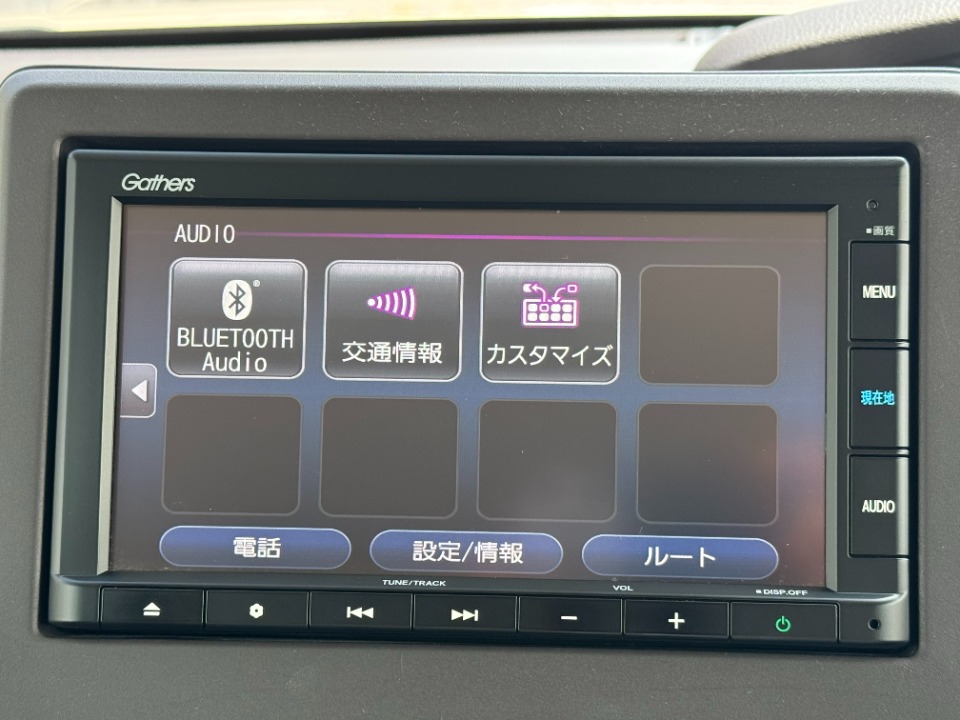 Gathers
■画質
AUDIO
MENU
BLUETOOTH®
Audio
交通情報
カスタマイズ
現在地
AUDIO
電話
設定/情報
ルート
TUNE/TRACK
VOL
■DISP.OFF